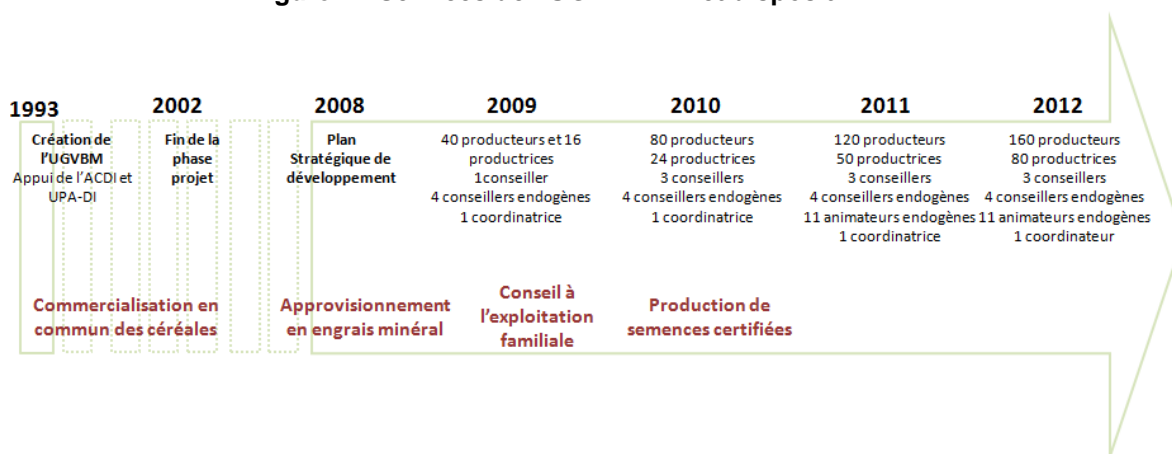 1993
Création de
l'UGVBM
Appui de l'ACDI et
UPA-DI
2002
Fin de la
phase
projet
2008
Plan
Stratégique de
développement
2009
40 producteurs et 16
productrices
1conseiller
4 conseillers endogènes
1 coordinatrice
2010
80 producteurs
24 productrices
3 conseillers
4 conseillers endogènes
1 coordinatrice
2011
120 producteurs
50 productrices
3 conseillers
4 conseillers endogènes
11 animateurs endogènes
1 coordinatrice
2012
160 producteurs
80 productrices
3 conseillers
4 conseillers endogènes
11 animateurs endogènes
1 coordinateur
Commercialisation en
commun des céréales
Approvisionnement
en engrais minéral
Conseil à
l'exploitation
familiale
Production de
semences certifiées